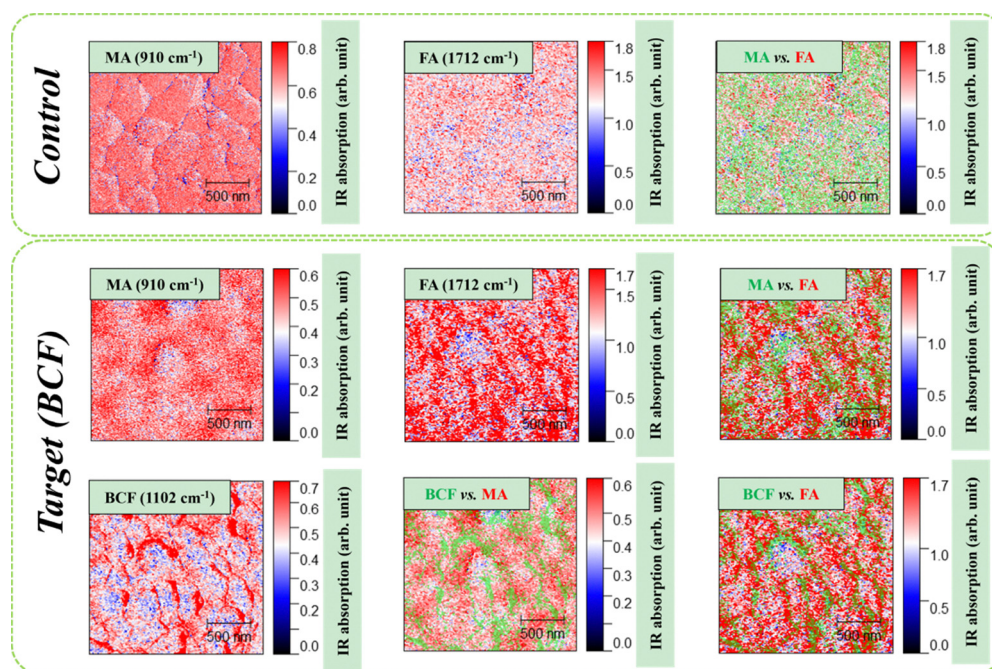 Control
MA (910 cm⁻¹)
0.8
0.6
0.4
0.2
0.0
IR absorption (arb. unit)
500 nm
FA (1712 cm⁻¹)
1.8
1.5
1.0
0.5
0.0
IR absorption (arb. unit)
500 nm
MA vs. FA
1.8
1.5
1.0
0.5
0.0
IR absorption (arb. unit)
500 nm
Target (BCF)
MA (910 cm⁻¹)
0.6
0.5
0.4
0.3
0.2
0.1
0.0
IR absorption (arb. unit)
500 nm
FA (1712 cm⁻¹)
1.7
1.5
1.0
0.5
0.0
IR absorption (arb. unit)
500 nm
MA vs. FA
1.7
1.5
1.0
0.5
0.0
IR absorption (arb. unit)
500 nm
BCF (1102 cm⁻¹)
0.7
0.6
0.5
0.4
0.3
0.2
0.1
0.0
IR absorption (arb. unit)
500 nm
BCF vs. MA
0.6
0.5
0.4
0.3
0.2
0.0
IR absorption (arb. unit)
500 nm
BCF vs. FA
1.7
1.0
0.5
0.0
IR absorption (arb. unit)
500 nm